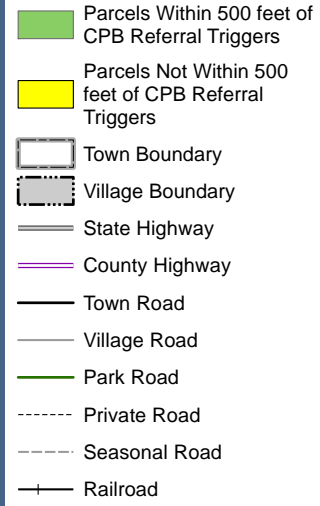 Parcels Within 500 feet of
CPB Referral Triggers
Parcels Not Within 500
feet of CPB Referral
Triggers
Town Boundary
Village Boundary
State Highway
County Highway
Town Road
Village Road
Park Road
Private Road
Seasonal Road
Railroad